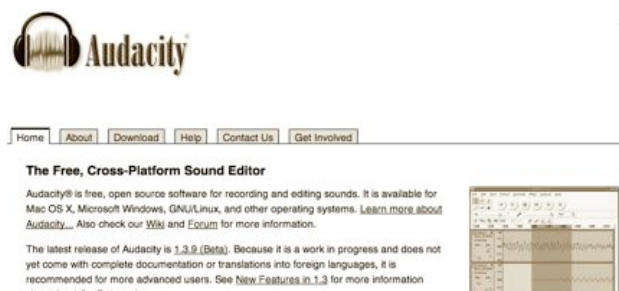 Audacity®
Home About Download Help Contact Us Get Involved
The Free, Cross-Platform Sound Editor
Audacity® is free, open source software for recording and editing sounds. It is available for
Mac OS X, Microsoft Windows, GNU/Linux, and other operating systems. Learn more about
Audacity... Also check our Wiki and Forum for more information.
The latest release of Audacity is 1.3.9 (Beta). Because it is a work in progress and does not
yet come with complete documentation or translations into foreign languages, it is
recommended for more advanced users. See New Features in 1.3 for more information